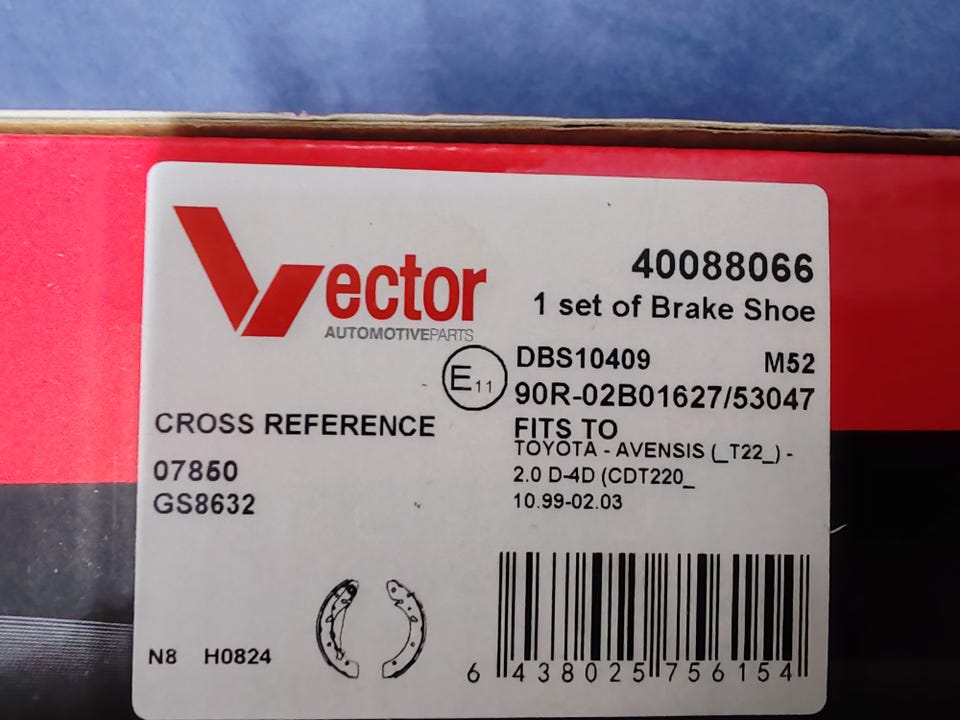 Vector
AUTOMOTIVEPARTS
40088066
1 set of Brake Shoe
E11
DBS10409 M52
90R-02B01627/53047
CROSS REFERENCE
07850
GS8632
FITS TO
TOYOTA - AVENSIS (_T22_) -
2.0 D-4D (CDT220_
10.99-02.03
N8 H0824
6 438025 756154